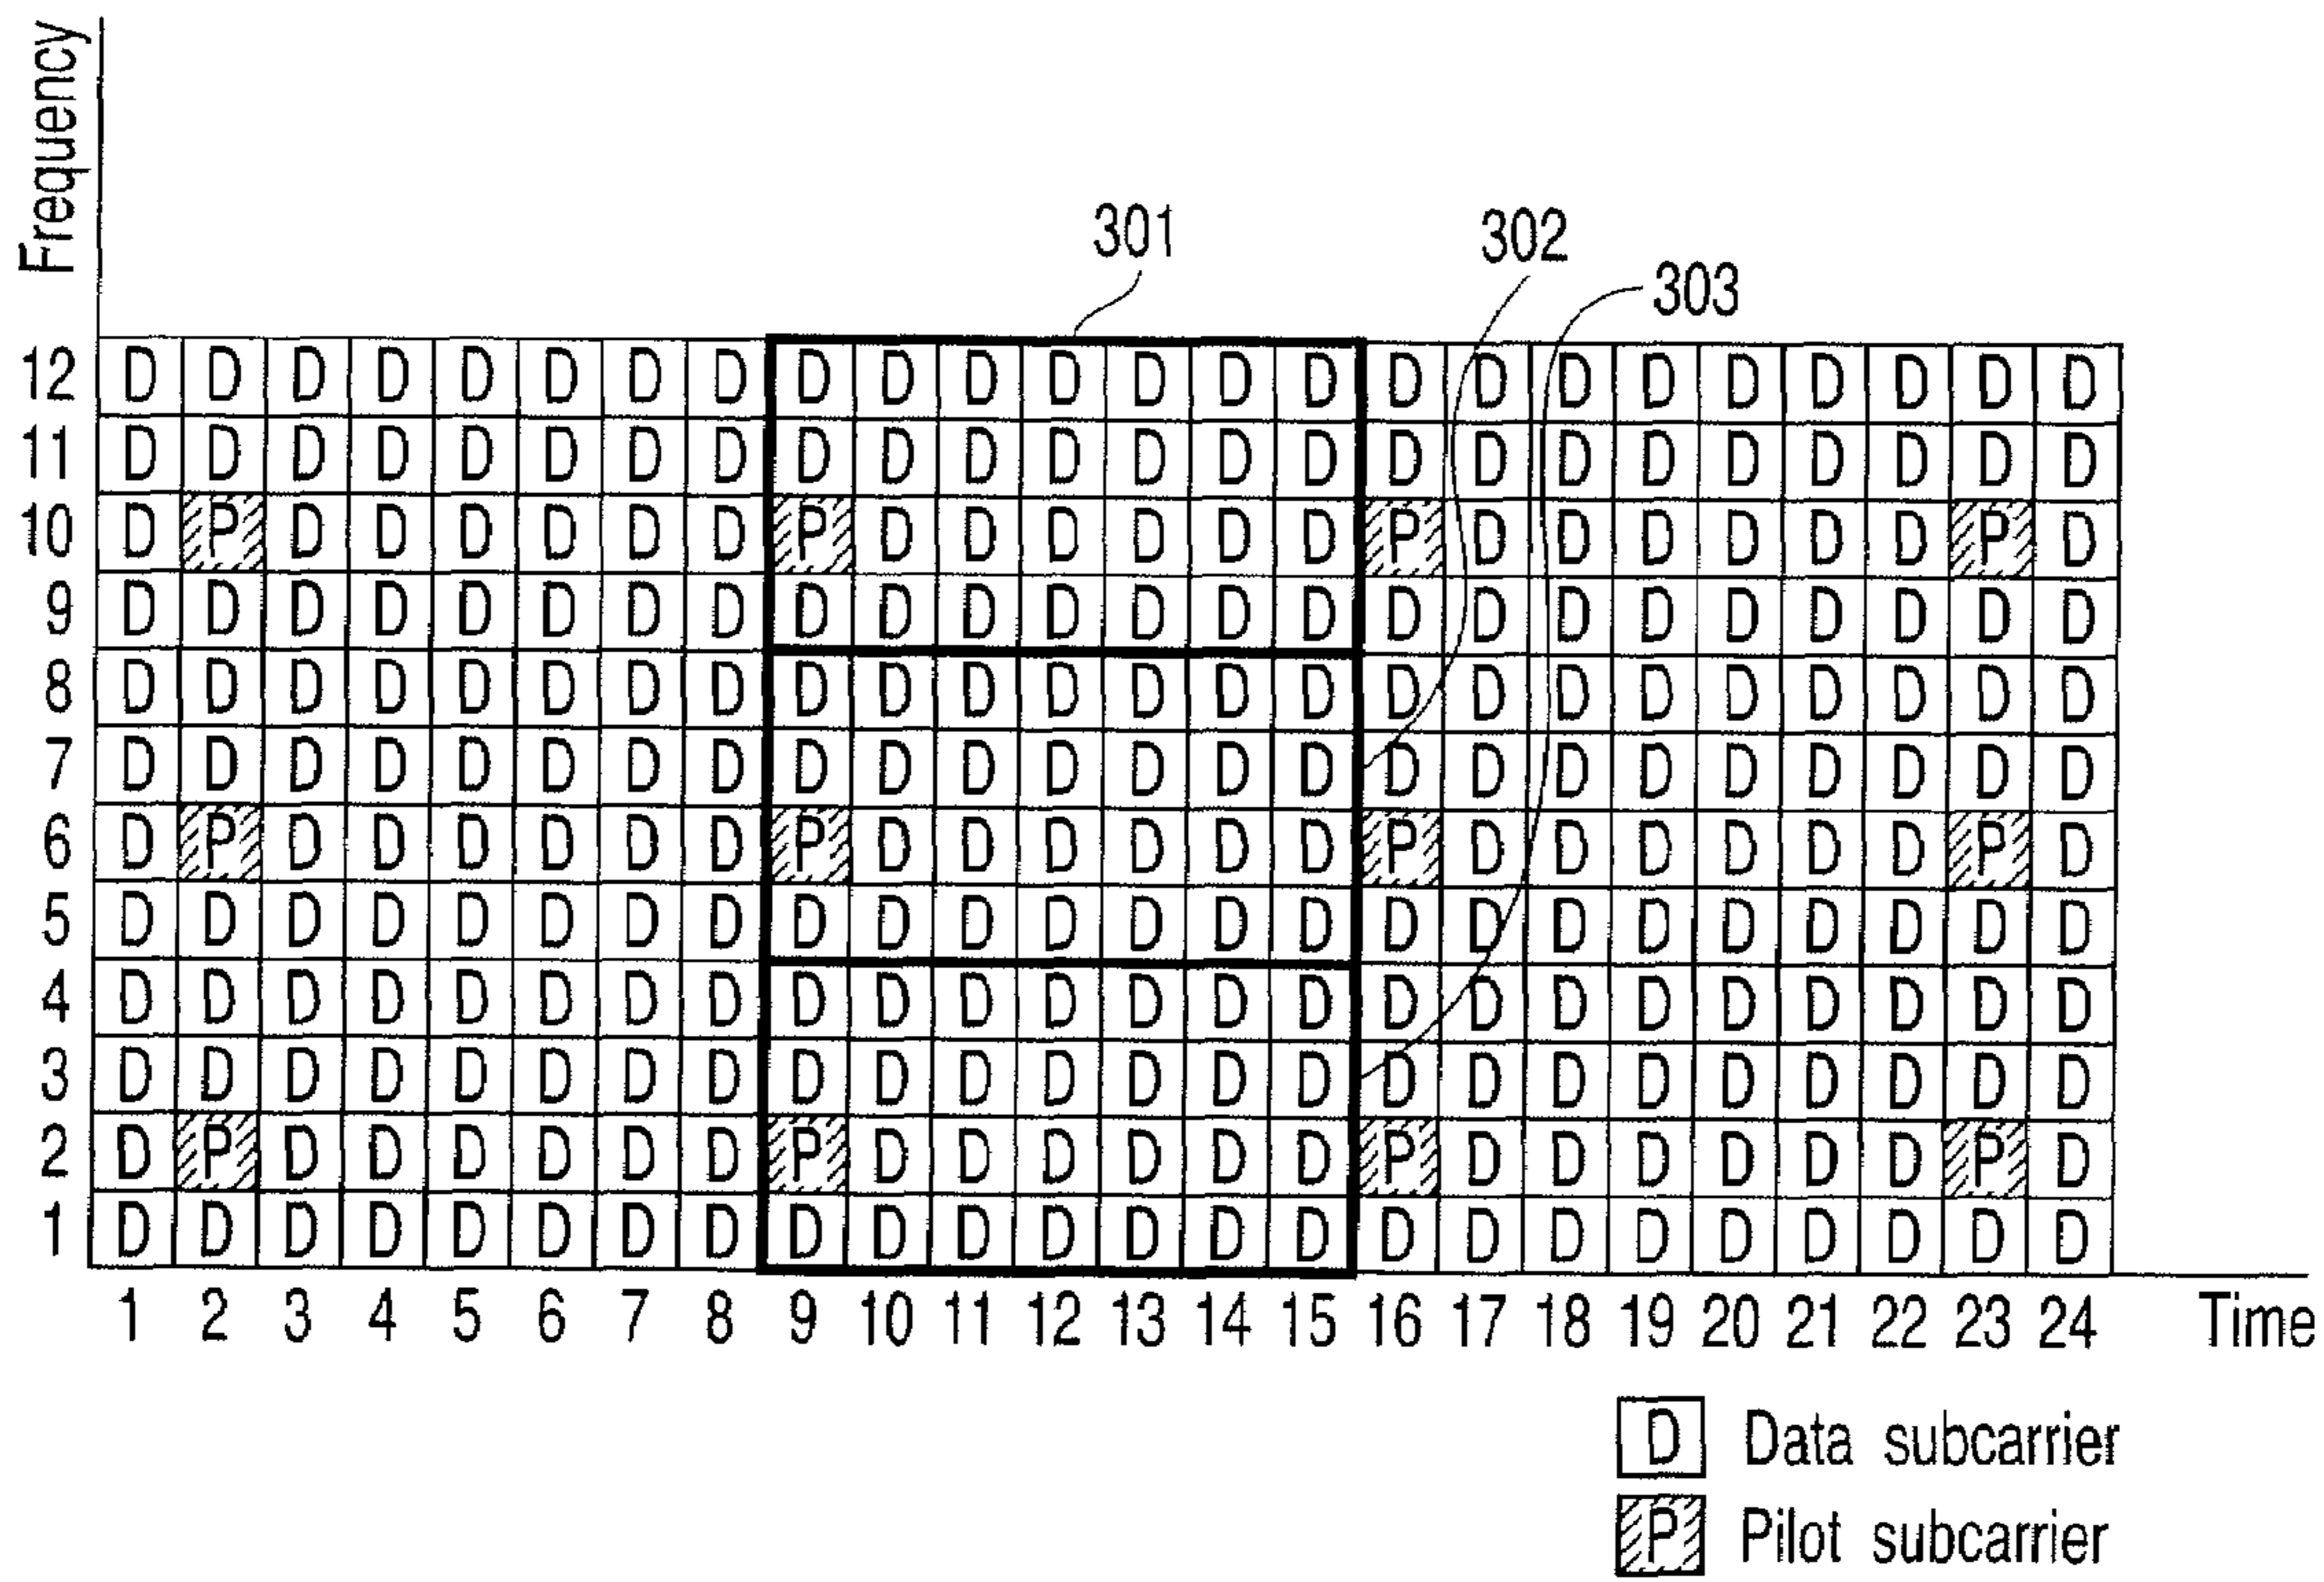 Frequency
301
302
303
12 D D D D D D D D D D D D D D D D D D D D D D D D
11 D D D D D D D D D D D D D D D D D D D D D D D D
10 D P D D D D D D P D D D D D D P D D D D D D P D
9 D D D D D D D D D D D D D D D D D D D D D D D D
8 D D D D D D D D D D D D D D D D D D D D D D D D
7 D D D D D D D D D D D D D D D D D D D D D D D D
6 D P D D D D D D P D D D D D D P D D D D D D P D
5 D D D D D D D D D D D D D D D D D D D D D D D D
4 D D D D D D D D D D D D D D D D D D D D D D D D
3 D D D D D D D D D D D D D D D D D D D D D D D D
2 D P D D D D D D P D D D D D D P D D D D D D P D
1 D D D D D D D D D D D D D D D D D D D D D D D D
1 2 3 4 5 6 7 8 9 10 11 12 13 14 15 16 17 18 19 20 21 22 23 24 Time
D Data subcarrier
P Pilot subcarrier